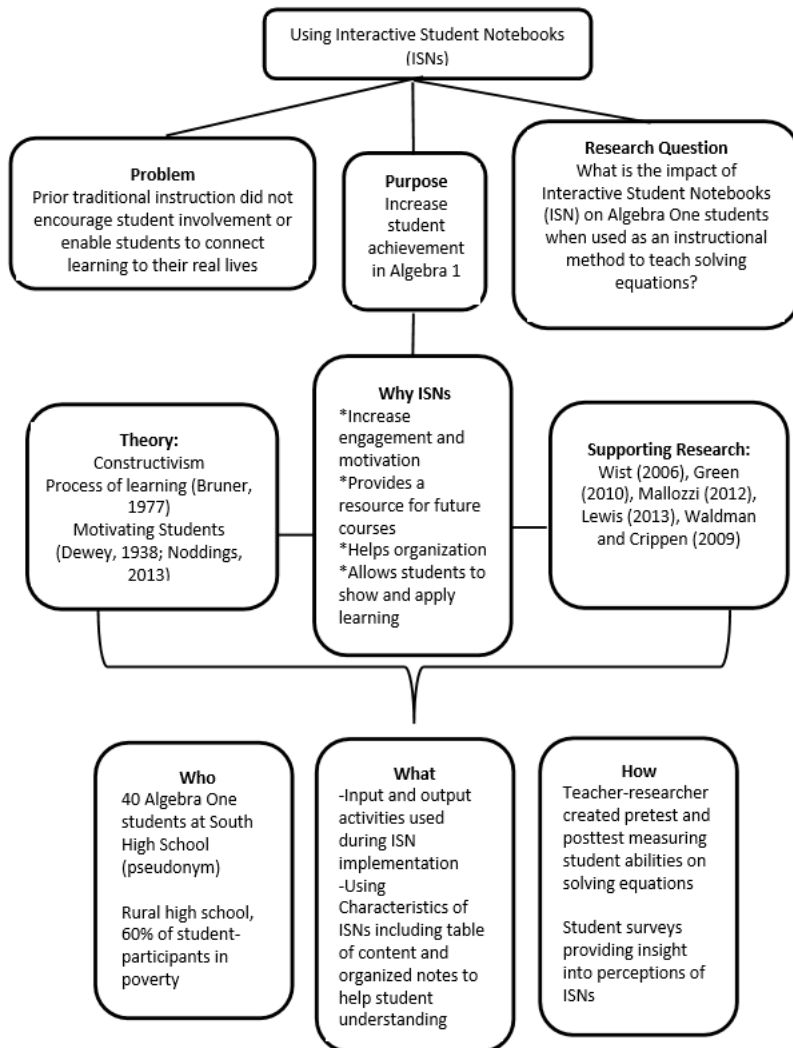 Using Interactive Student Notebooks
(ISNs)
Problem
Prior traditional instruction did not
encourage student involvement or
enable students to connect
learning to their real lives
Purpose
Increase
student
achievement
in Algebra 1
Research Question
What is the impact of
Interactive Student Notebooks
(ISN) on Algebra One students
when used as an instructional
method to teach solving
equations?
Theory:
Constructivism
Process of learning (Bruner,
1977)
Motivating Students
(Dewey, 1938; Noddings,
2013)
Why ISNs
*Increase
engagement and
motivation
*Provides a
resource for future
courses
*Helps organization
*Allows students to
show and apply
learning
Supporting Research:
Wist (2006), Green
(2010), Mallozzi (2012),
Lewis (2013), Waldman
and Crippen (2009)
Who
40 Algebra One
students at South
High School
(pseudonym)
Rural high school,
60% of student-
participants in
poverty
What
-Input and output
activities used
during ISN
implementation
-Using
Characteristics of
ISNs including table
of content and
organized notes to
help student
understanding
How
Teacher-researcher
created pretest and
posttest measuring
student abilities on
solving equations
Student surveys
providing insight
into perceptions of
ISNs